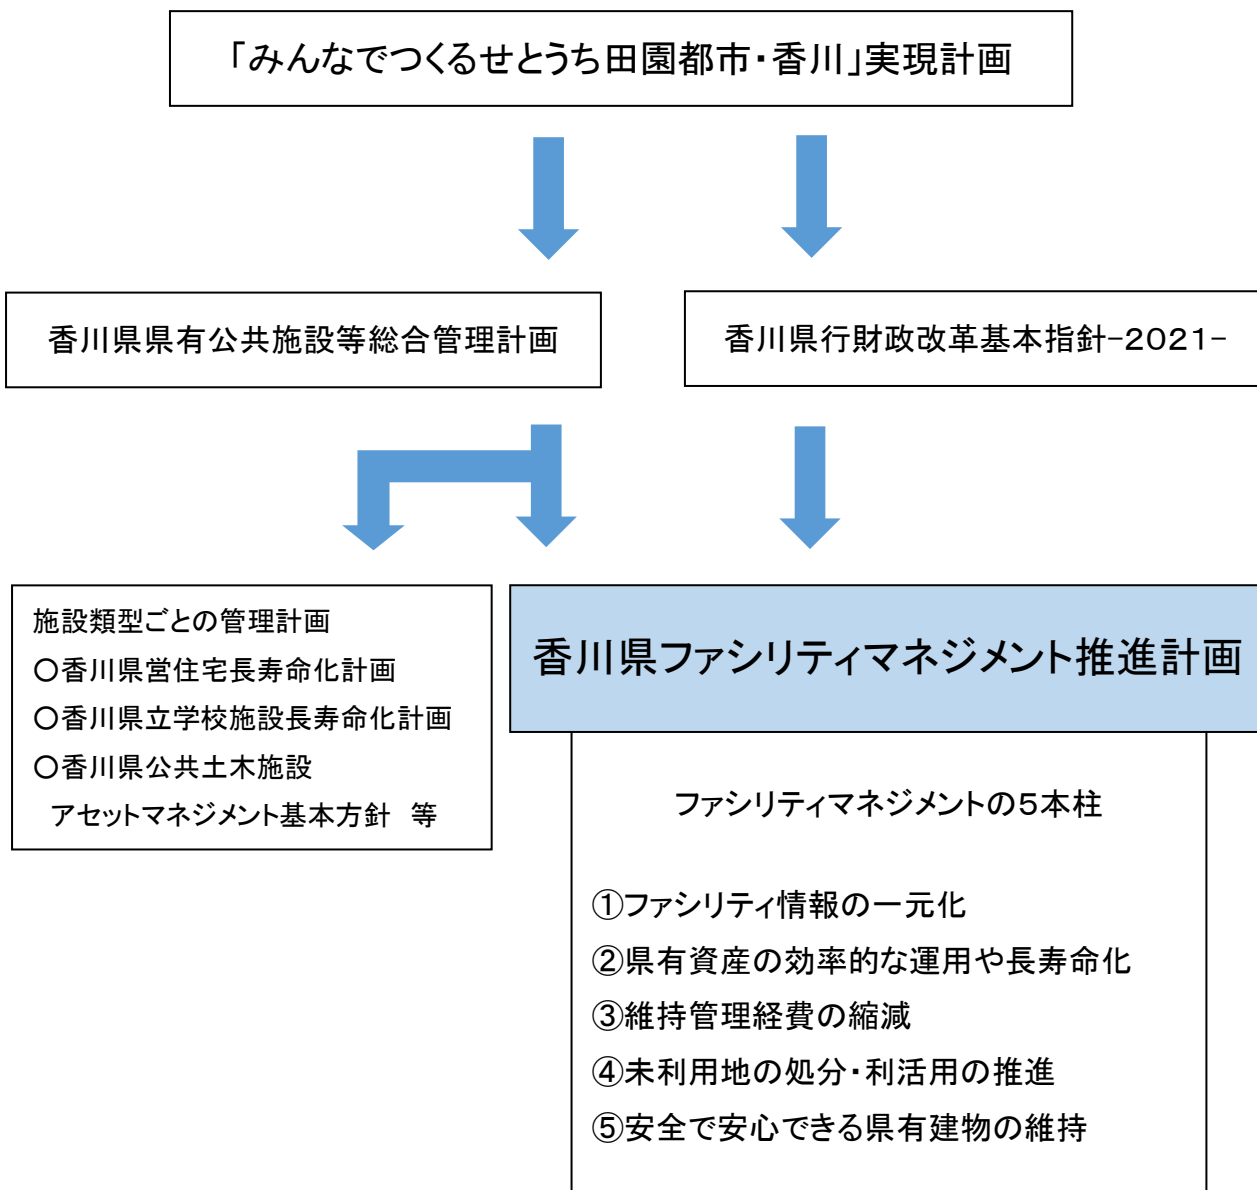 「みんなでつくるせとうち田園都市・香川」実現計画
香川県県有公共施設等総合管理計画
香川県行財政改革基本指針-2021-
施設類型ごとの管理計画
○香川県営住宅長寿命化計画
○香川県立学校施設長寿命化計画
○香川県公共土木施設
アセットマネジメント基本方針　等
香川県ファシリティマネジメント推進計画
ファシリティマネジメントの5本柱
①ファシリティ情報の一元化
②県有資産の効率的な運用や長寿命化
③維持管理経費の縮減
④未利用地の処分・利活用の推進
⑤安全で安心できる県有建物の維持